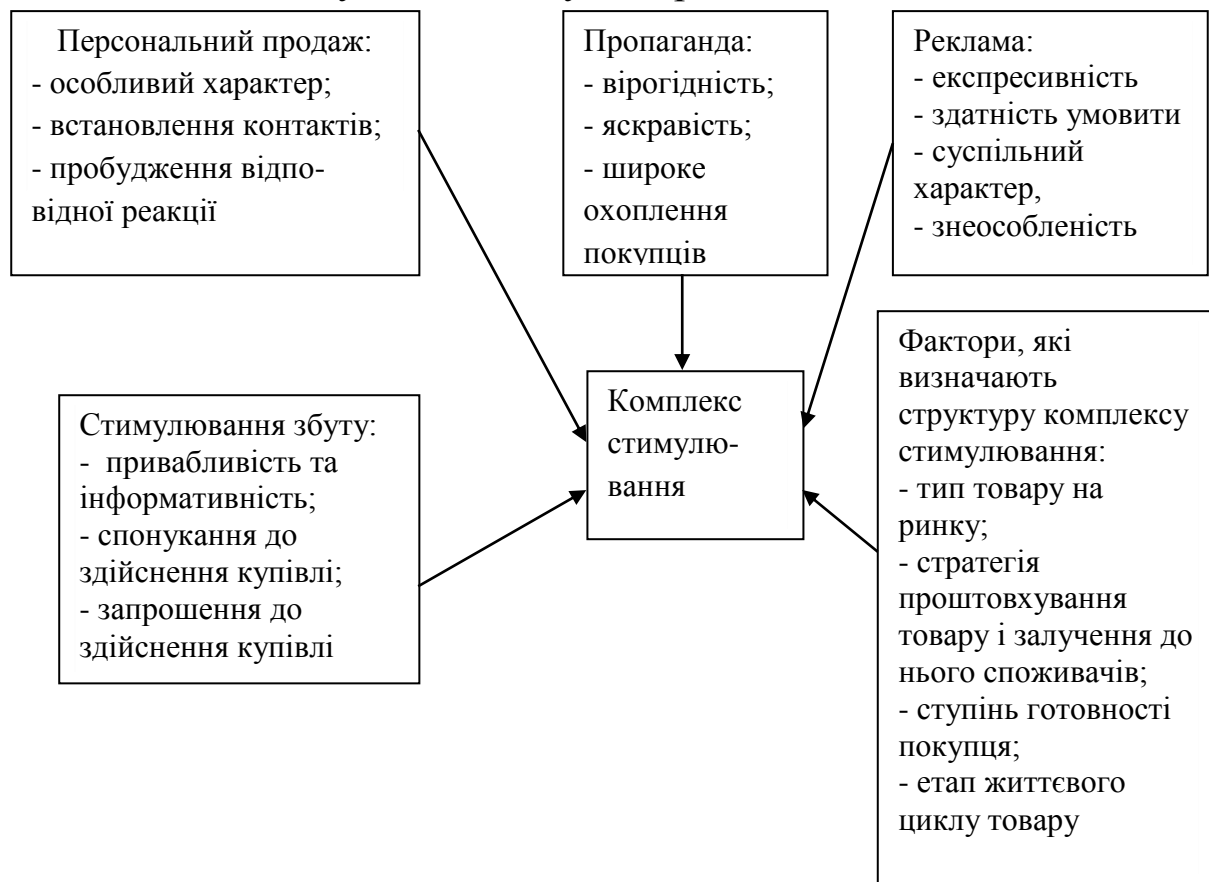 Персональний продаж:
- особливий характер;
- встановлення контактів;
- пробудження відпо-
відної реакції
Пропаганда:
- вірогідність;
- яскравість;
- широке
охоплення
покупців
Реклама:
- експресивність
- здатність умовити
- суспільний
характер,
- знеособленість
Стимулювання збуту:
- привабливість та
інформативність;
- спонукання до
здійснення купівлі;
- запрошення до
здійснення купівлі
Комплекс
стимулю-
вання
Фактори, які
визначають
структуру комплексу
стимулювання:
- тип товару на
ринку;
- стратегія
проштовхування
товару і залучення до
нього споживачів;
- ступінь готовності
покупця;
- етап життєвого
циклу товару